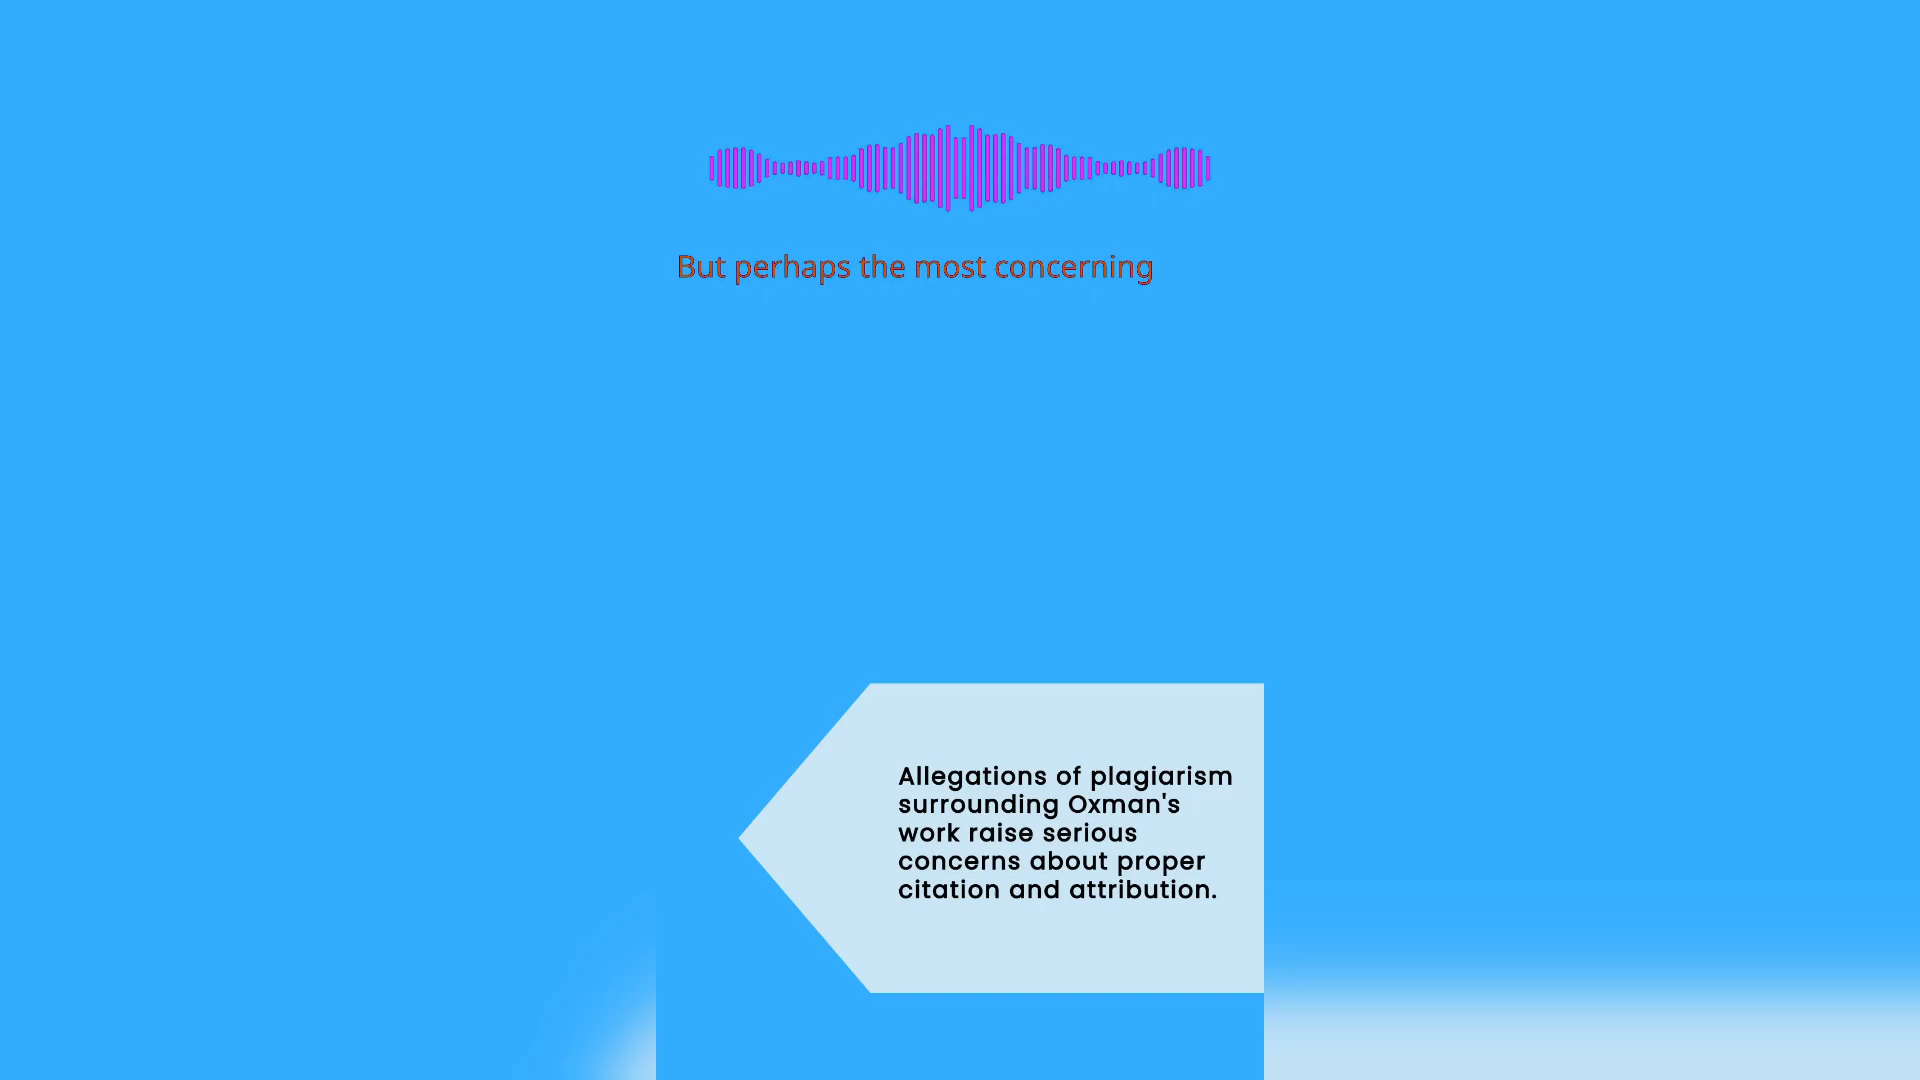 But perhaps the most concerning
Allegations of plagiarism
surrounding Oxman's
work raise serious
concerns about proper
citation and attribution.